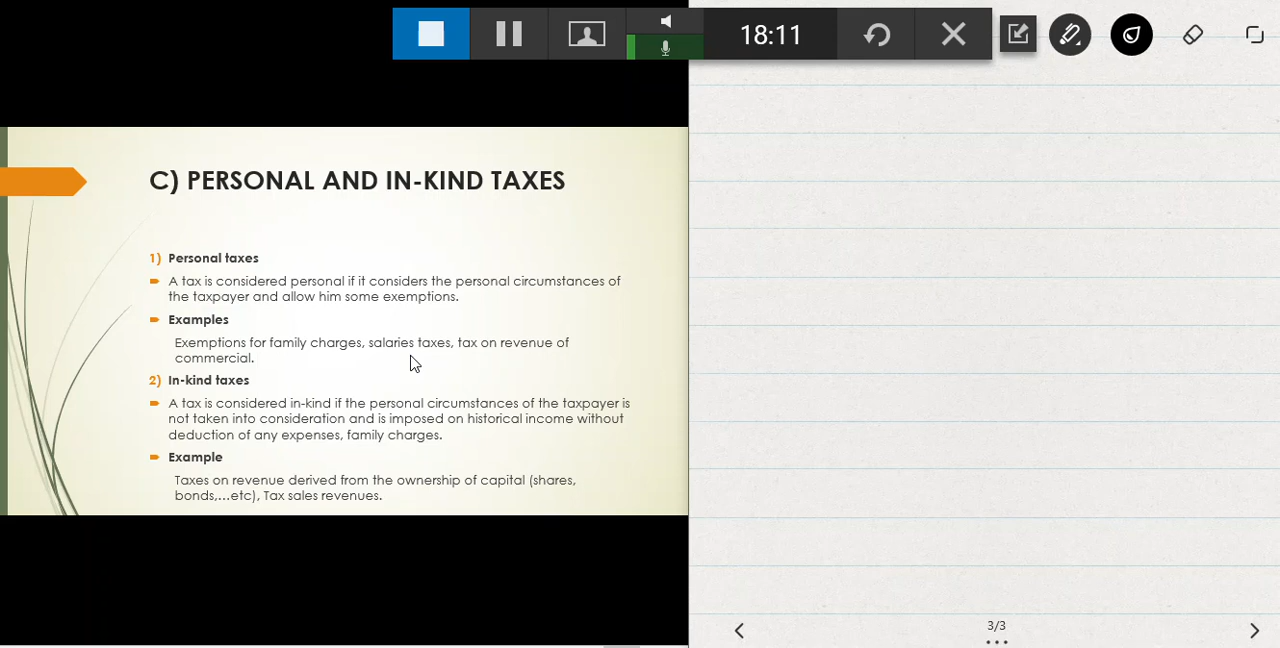 18:11
C) PERSONAL AND IN-KIND TAXES
1) Personal taxes
A tax is considered personal if it considers the personal circumstances of
the taxpayer and allow him some exemptions.
Examples
Exemptions for family charges, salaries taxes, tax on revenue of
commercial.
2) In-kind taxes
A tax is considered in-kind if the personal circumstances of the taxpayer is
not taken into consideration and is imposed on historical income without
deduction of any expenses, family charges.
Example
Taxes on revenue derived from the ownership of capital (shares,
bonds,...etc), Tax sales revenues.
3/3